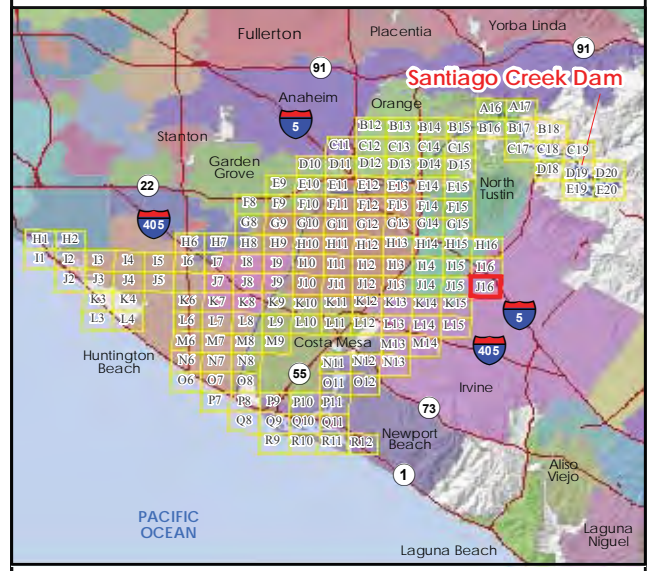 Yorba Linda
Placentia
Fullerton
91
91
Santiago Creek Dam
Anaheim
Orange
5
A16 A17
B12 B13 B14 B15 B16 B17 B18
Stanton
C11 C12 C13 C14 C15 C17 C18 C19
Garden
Grove
D10 D11 D12 D13 D14 D15 D18 D19 D20
North
Tustin
22
E9 E10 E11 E12 E13 E14 E15 E19 E20
F8 F9 F10 F11 F12 F13 F14 F15
405
G8 G9 G10 G11 G12 G13 G14 G15
H1 H2 H6 H7 H8 H9 H10 H11 H12 H13 H14 H15 H16
I1 I2 I3 I4 I5 I6 I7 I8 I9 I10 I11 I12 I13 I14 I15 I16
J2 J3 J4 J5 J7 J8 J9 J10 J11 J12 J13 J14 J15 J16
K3 K4 K6 K7 K8 K9 K10 K11 K12 K13 K14 K15
5
L3 L4 L6 L7 L8 L9 L10 L11 L12 L13 L14 L15
M6 M7 M8 M9 Costa Mesa M13 M14
405
Huntington
Beach
N6 N7 N8 N11 N12 N13
55
O6 O7 O8 O11 O12
Irvine
P7 P8 P9 P10 P11
73
Q8 Q9 Q10 Q11
Newport
Beach
R9 R10 R11 R12
1
Aliso
Viejo
PACIFIC
OCEAN
Laguna
Niguel
Laguna Beach